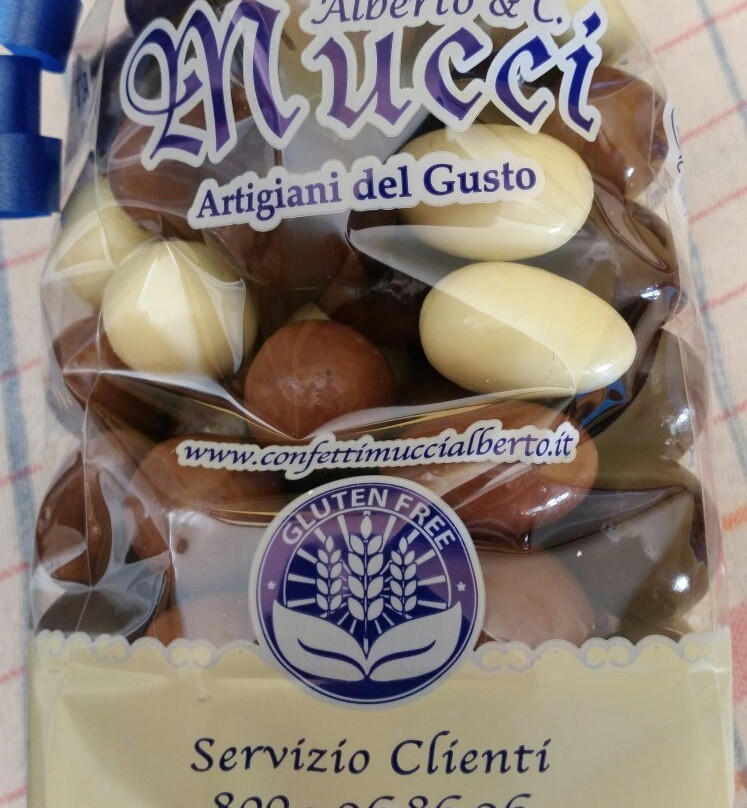 Alberto & C.
Mucci
Artigiani del Gusto
www.confettimuccialberto.it
GLUTEN FREE
Servizio Clienti